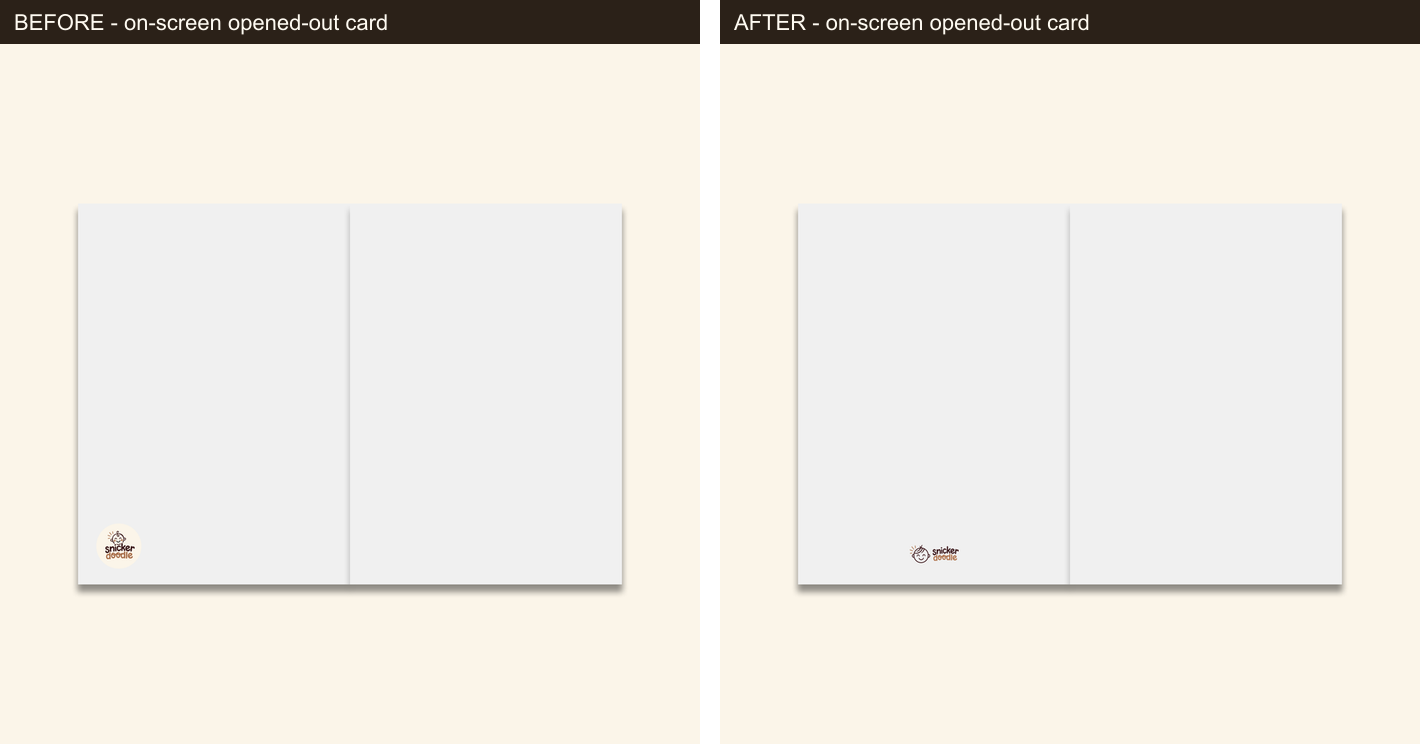 BEFORE - on-screen opened-out card
AFTER - on-screen opened-out card
snicker
doodle
snicker
doodle